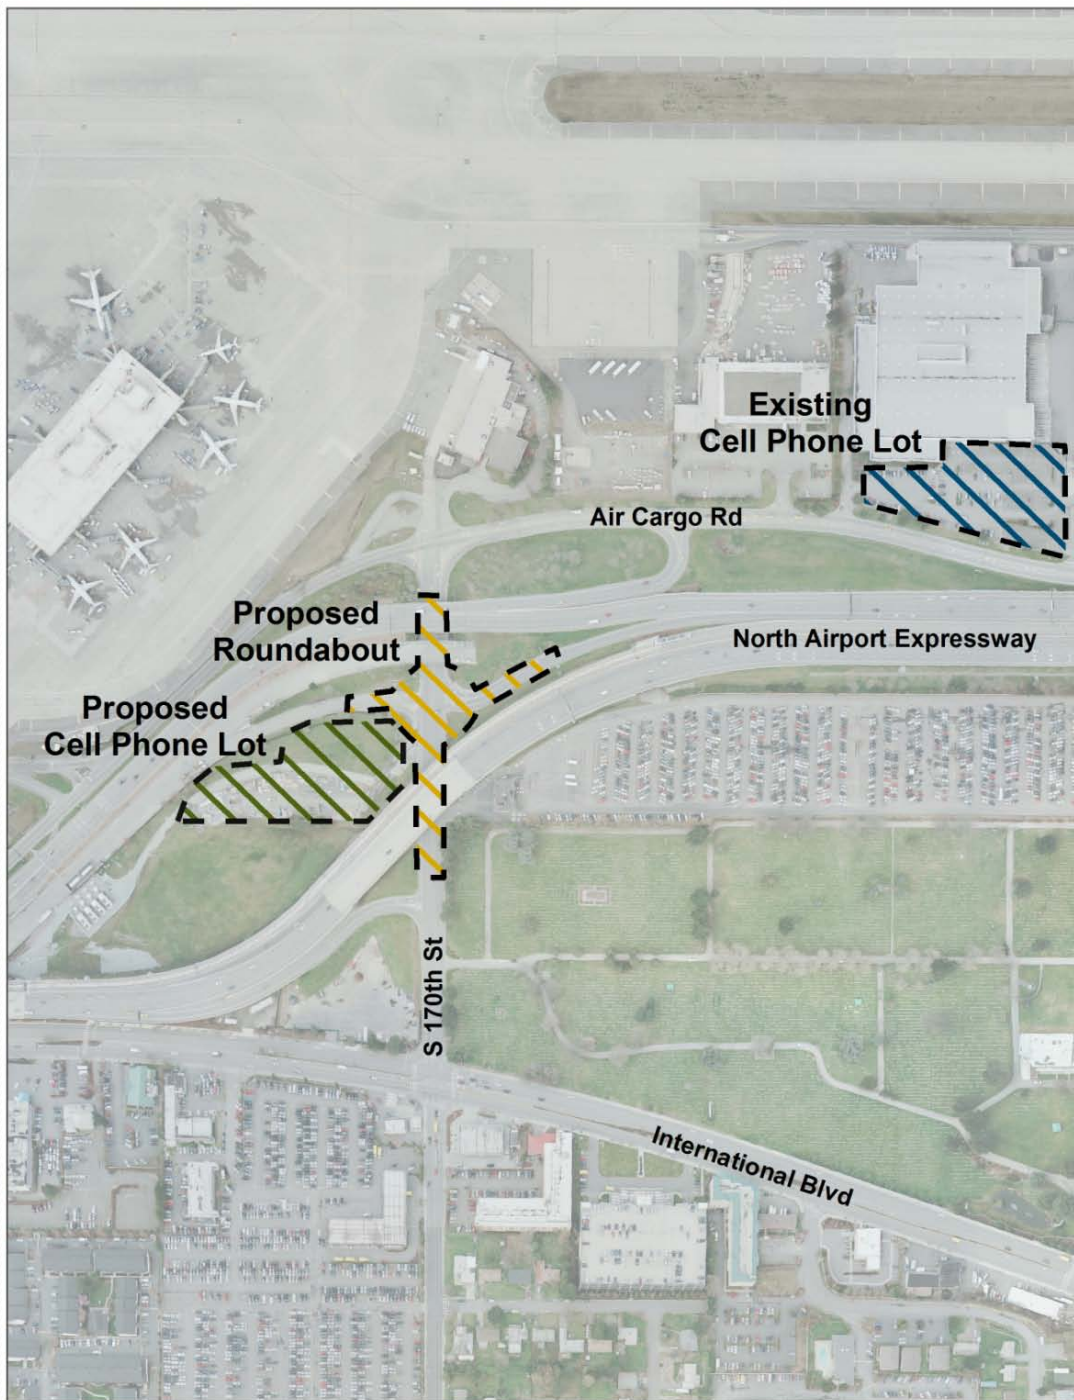 Existing
Cell Phone Lot
Air Cargo Rd
Proposed
Roundabout
North Airport Expressway
Proposed
Cell Phone Lot
S 170th St
International Blvd